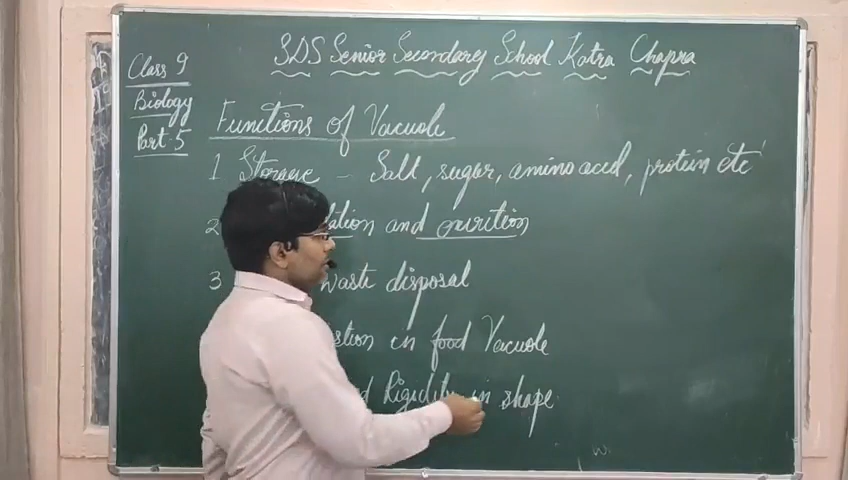 SDS Senior Secondary School Katra Chapra
Class 9
Biology
Part-5
Functions of Vacuole
1 Storage - Salt, sugar, amino acid, protein etc
2 and
3 waste disposal
in food Vacuole
Rigidity in shape